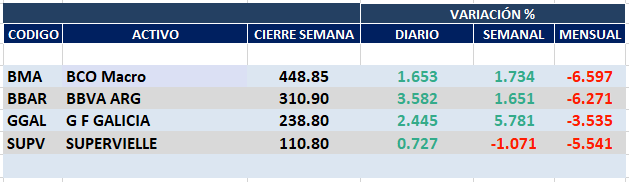 VARIACIÓN %
CODIGO ACTIVO CIERRE SEMANA DIARIO SEMANAL MENSUAL
BMA BCO Macro 448.85 1.653 1.734 -6.597
BBAR BBVA ARG 310.90 3.582 1.651 -6.271
GGAL G F GALICIA 238.80 2.445 5.781 -3.535
SUPV SUPERVIELLE 110.80 0.727 -1.071 -5.541